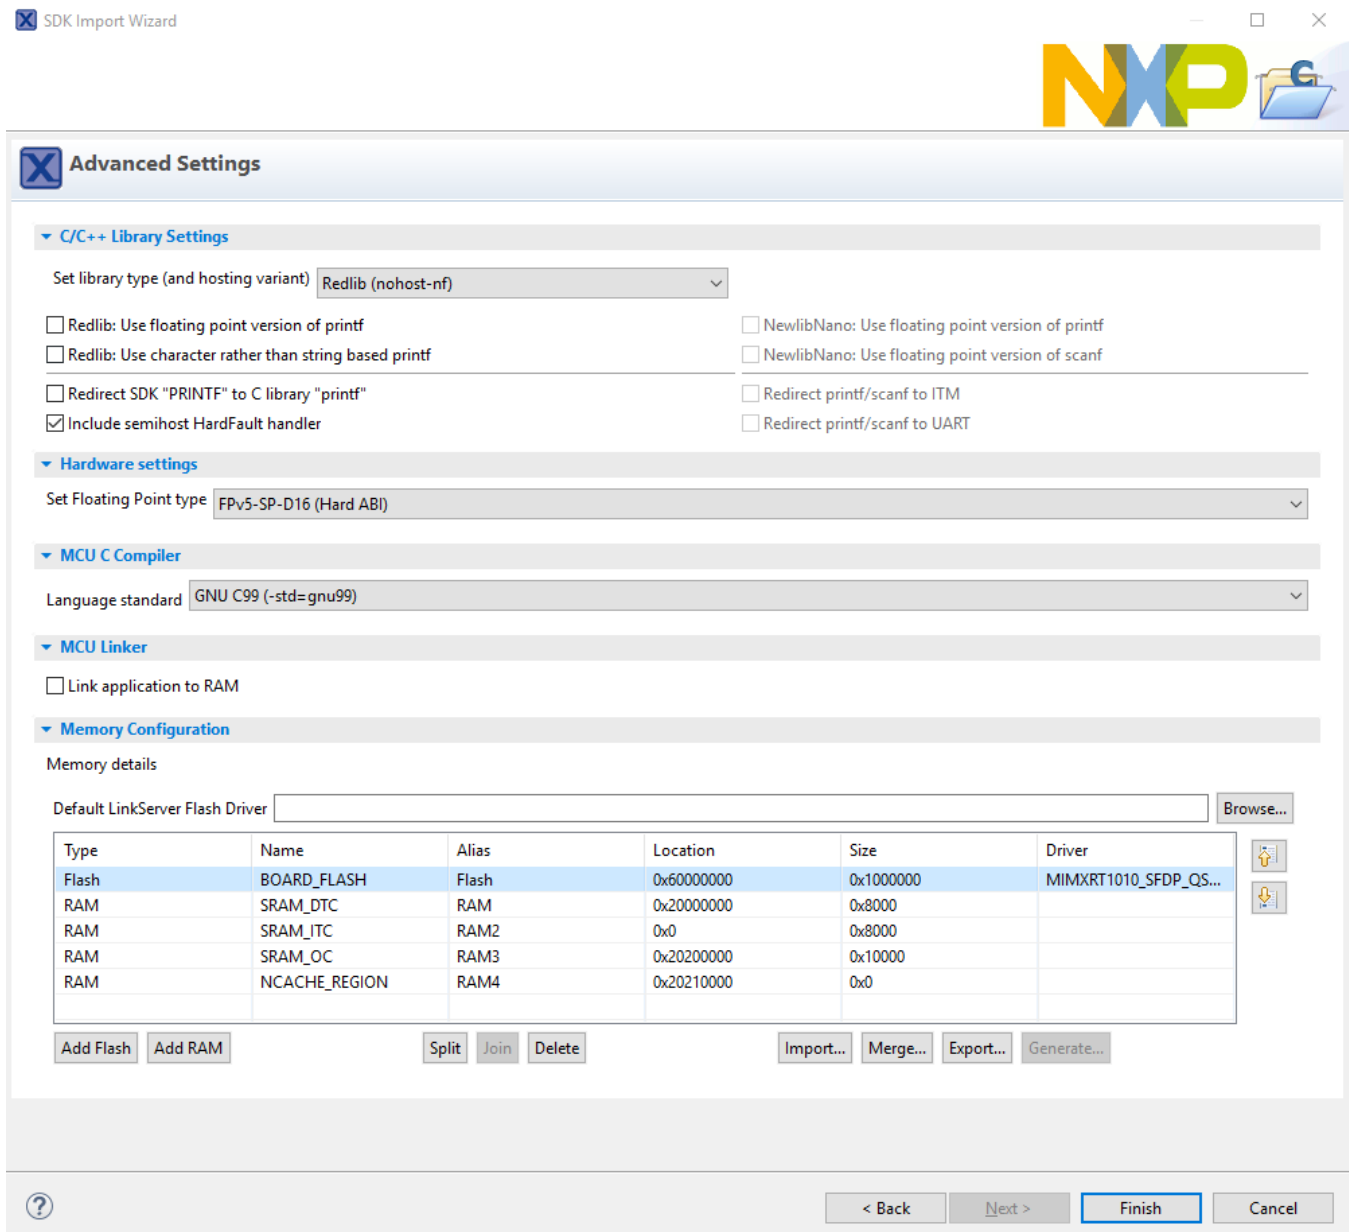 SDK Import Wizard
NXP
Advanced Settings
C/C++ Library Settings
Set library type (and hosting variant) Redlib (nohost-nf)
Redlib: Use floating point version of printf NewlibNano: Use floating point version of printf
Redlib: Use character rather than string based printf NewlibNano: Use floating point version of scanf
Redirect SDK "PRINTF" to C library "printf" Redirect printf/scanf to ITM
Include semihost HardFault handler Redirect printf/scanf to UART
Hardware settings
Set Floating Point type FPv5-SP-D16 (Hard ABI)
MCU C Compiler
Language standard GNU C99 (-std=gnu99)
MCU Linker
Link application to RAM
Memory Configuration
Memory details
Default LinkServer Flash Driver Browse...
Type Name Alias Location Size Driver
Flash BOARD_FLASH Flash 0x60000000 0x1000000 MIMXRT1010_SFDP_QS...
RAM SRAM_DTC RAM 0x20000000 0x8000
RAM SRAM_ITC RAM2 0x0 0x8000
RAM SRAM_OC RAM3 0x20200000 0x10000
RAM NCACHE_REGION RAM4 0x20210000 0x0
Add Flash Add RAM Split Join Delete Import... Merge... Export... Generate...
? < Back Next > Finish Cancel